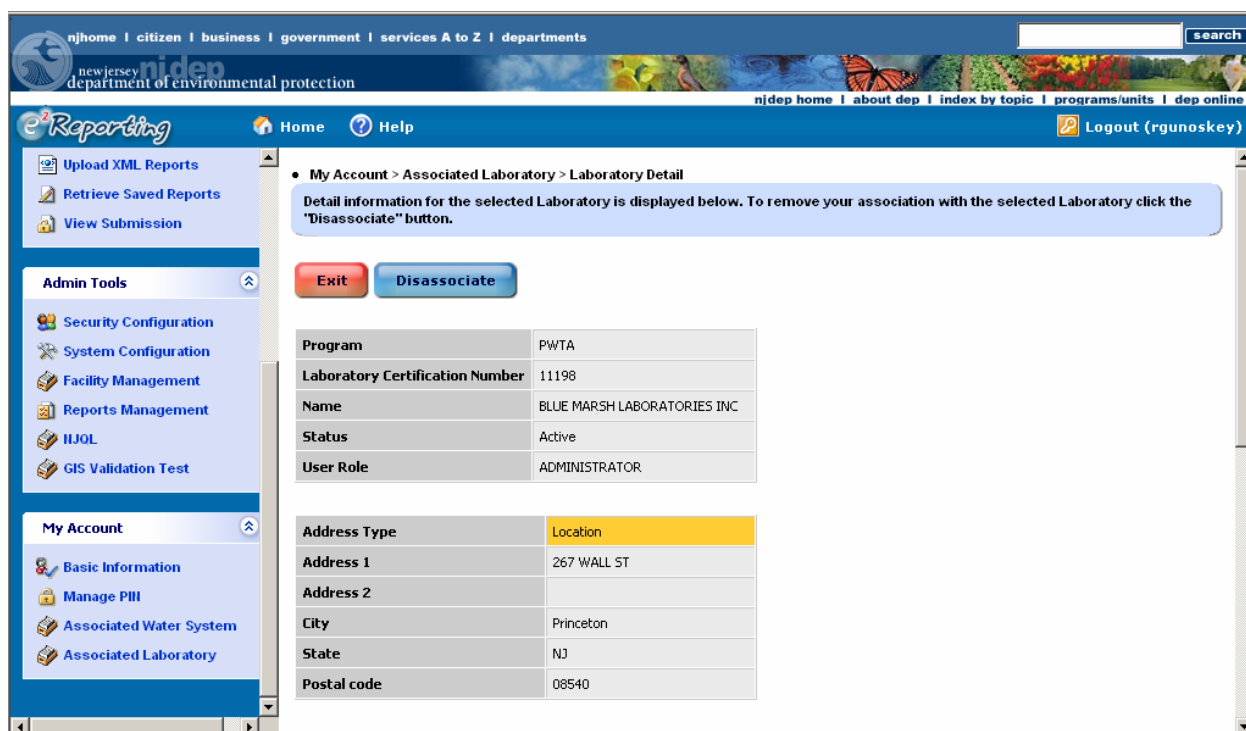 njhome I citizen I business I government I services A to Z I departments
search
newjersey njdep
department of environmental protection
njdep home I about dep I index by topic I programs/units I dep online
e2Reporting
Home
Help
Logout (rgunoskey)
Upload XML Reports
Retrieve Saved Reports
View Submission
Admin Tools
Security Configuration
System Configuration
Facility Management
Reports Management
NJQL
GIS Validation Test
My Account
Basic Information
Manage PIN
Associated Water System
Associated Laboratory
• My Account > Associated Laboratory > Laboratory Detail
Detail information for the selected Laboratory is displayed below. To remove your association with the selected Laboratory click the
"Disassociate" button.
Exit
Disassociate
Program PWTA
Laboratory Certification Number 11198
Name BLUE MARSH LABORATORIES INC
Status Active
User Role ADMINISTRATOR
Address Type Location
Address 1 267 WALL ST
Address 2
City Princeton
State NJ
Postal code 08540